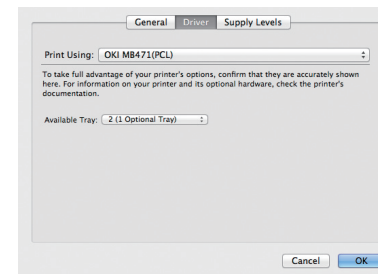 General Driver Supply Levels
Print Using: OKI MB471(PCL)
To take full advantage of your printer's options, confirm that they are accurately shown
here. For information on your printer and its optional hardware, check the printer's
documentation.
Available Tray: 2 (1 Optional Tray)
Cancel OK